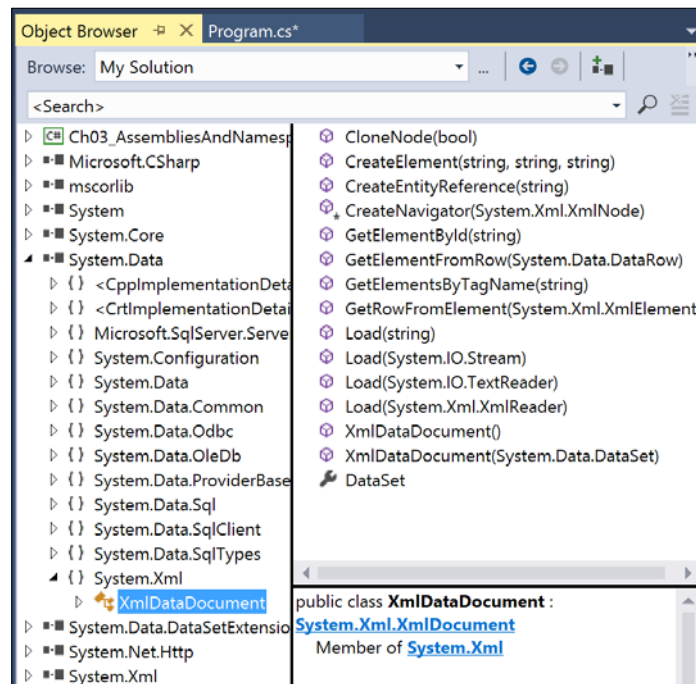 Object Browser
Program.cs*
Browse:
My Solution
...
<Search>
C# Ch03_AssembliesAndNamesp
Microsoft.CSharp
mscorlib
System
System.Core
System.Data
{ } <CppImplementationDeta
{ } <CrtImplementationDetai
{ } Microsoft.SqlServer.Serve
{ } System.Configuration
{ } System.Data
{ } System.Data.Common
{ } System.Data.Odbc
{ } System.Data.OleDb
{ } System.Data.ProviderBase
{ } System.Data.Sql
{ } System.Data.SqlClient
{ } System.Data.SqlTypes
{ } System.Xml
XmlDataDocument
System.Data.DataSetExtensio
System.Net.Http
System.Xml
CloneNode(bool)
CreateElement(string, string, string)
CreateEntityReference(string)
CreateNavigator(System.Xml.XmlNode)
GetElementById(string)
GetElementFromRow(System.Data.DataRow)
GetElementsByTagName(string)
GetRowFromElement(System.Xml.XmlElement
Load(string)
Load(System.IO.Stream)
Load(System.IO.TextReader)
Load(System.Xml.XmlReader)
XmlDataDocument()
XmlDataDocument(System.Data.DataSet)
DataSet
public class XmlDataDocument :
System.Xml.XmlDocument
Member of System.Xml